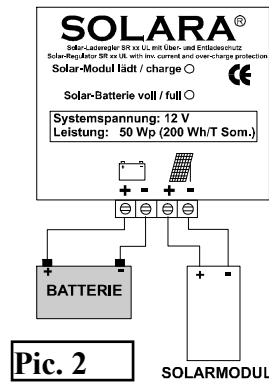 SOLARA®
Solar-Laderegler SR xx UL mit Über- und Entladeschutz
Solar-Regulator SR xx UL with inv. current and over-charge protection
Solar-Modul lädt / charge
CE
Solar-Batterie voll / full
Systemspannung: 12 V
Leistung: 50 Wp (200 Wh/T Som.)
+ - + -
+ -
+ -
BATTERIE
Pic. 2
SOLARMODUL